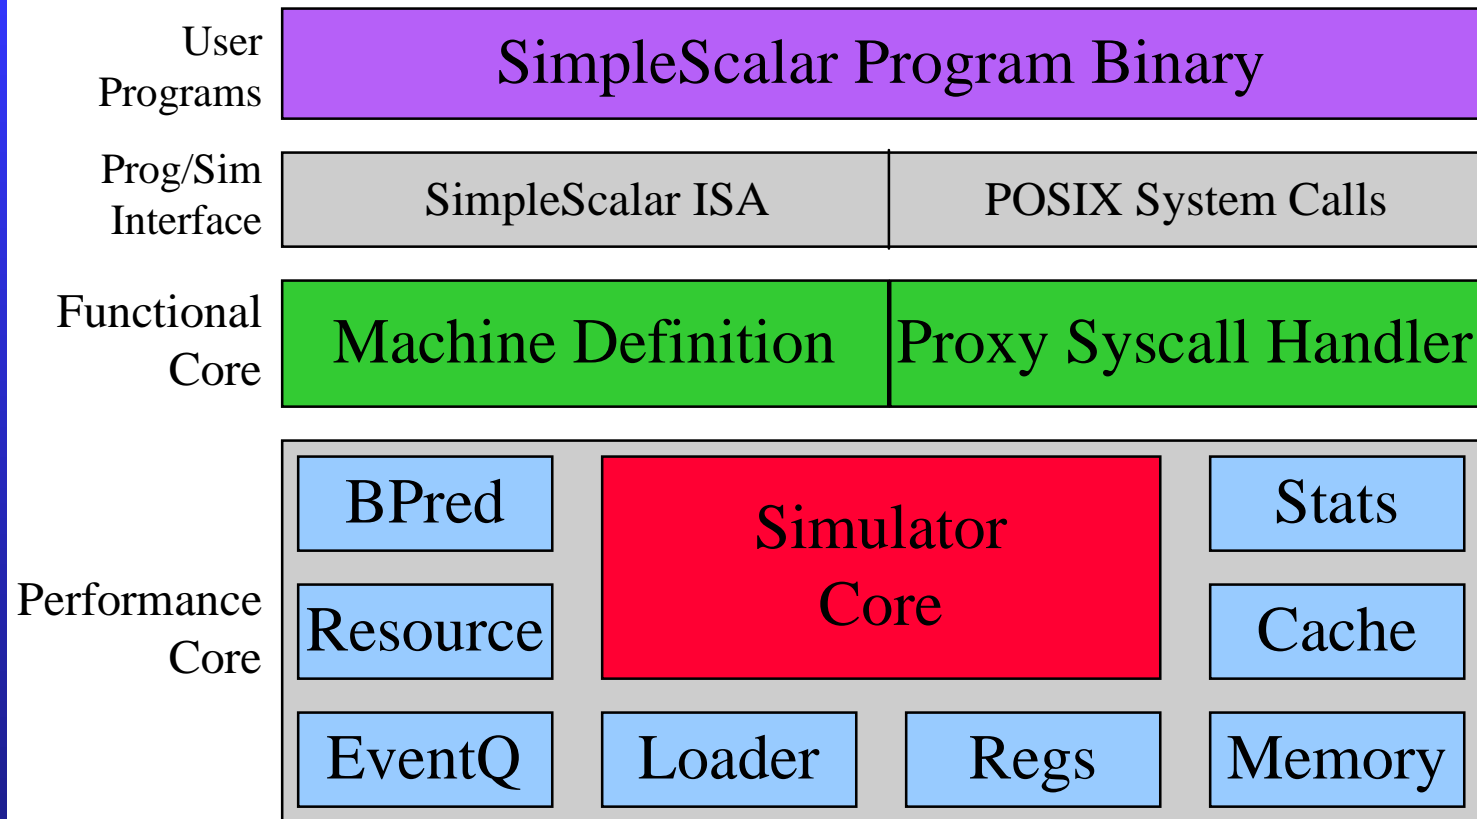 User
Programs
SimpleScalar Program Binary
Prog/Sim
Interface
SimpleScalar ISA
POSIX System Calls
Functional
Core
Machine Definition
Proxy Syscall Handler
Performance
Core
BPred
Simulator
Core
Stats
Resource
Cache
EventQ
Loader
Regs
Memory